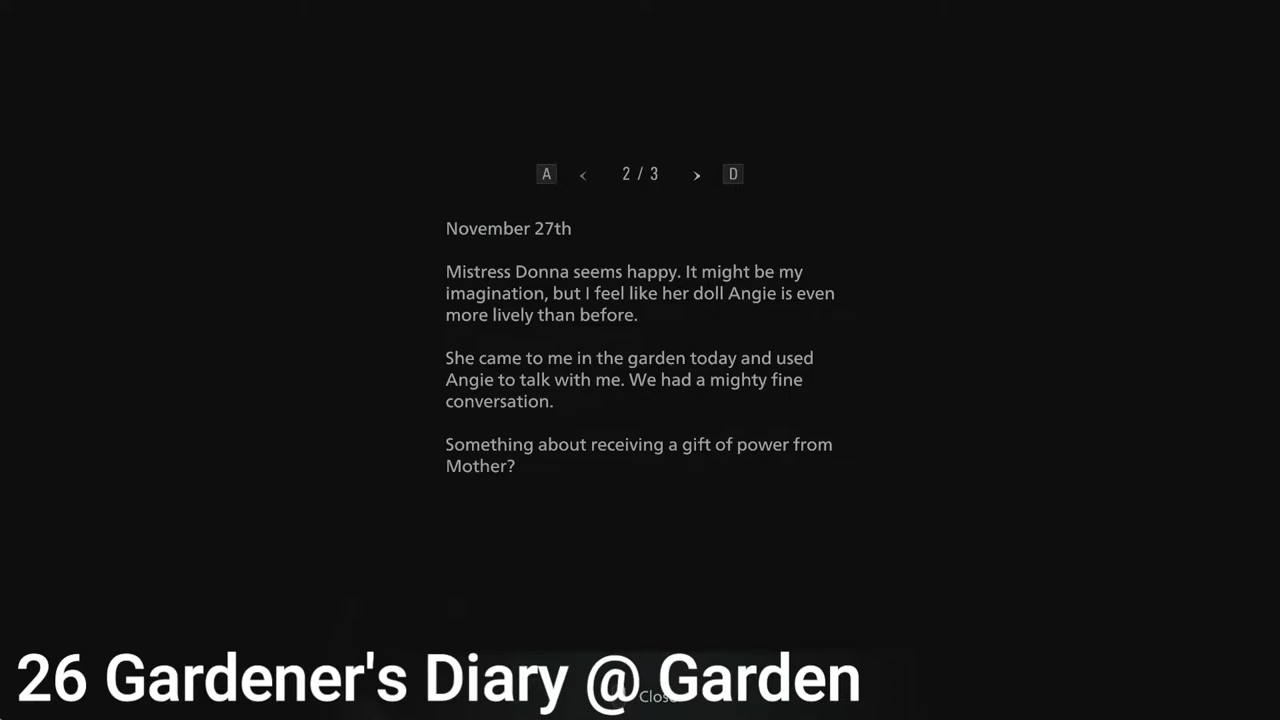 A < 2 / 3 > D
November 27th
Mistress Donna seems happy. It might be my
imagination, but I feel like her doll Angie is even
more lively than before.
She came to me in the garden today and used
Angie to talk with me. We had a mighty fine
conversation.
Something about receiving a gift of power from
Mother?
26 Gardener's Diary @ Garden
Close